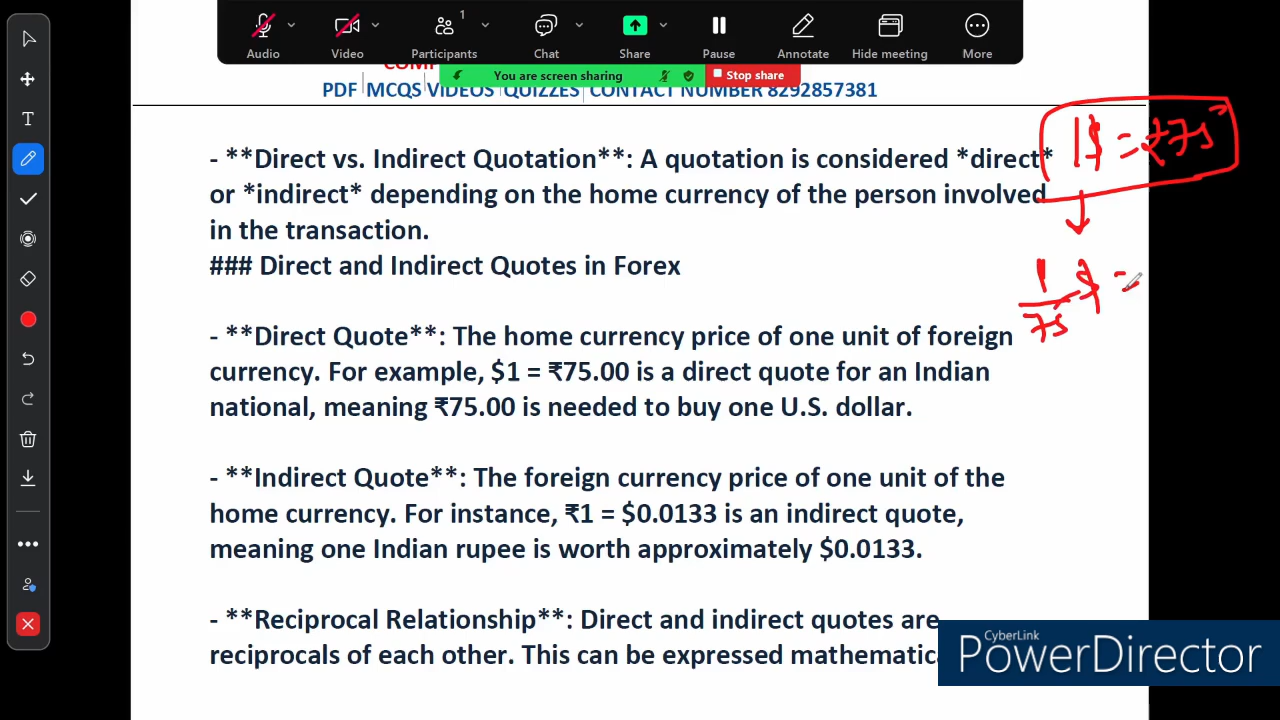 1
Audio Video Participants Chat Share Pause Annotate Hide meeting More
You are screen sharing Stop share
PDF MCQS VIDEOS QUIZZES CONTACT NUMBER 8292857381
- **Direct vs. Indirect Quotation**: A quotation is considered *direct*
or *indirect* depending on the home currency of the person involved
in the transaction.
### Direct and Indirect Quotes in Forex
- **Direct Quote**: The home currency price of one unit of foreign
currency. For example, $1 = ₹75.00 is a direct quote for an Indian
national, meaning ₹75.00 is needed to buy one U.S. dollar.
- **Indirect Quote**: The foreign currency price of one unit of the
home currency. For instance, ₹1 = $0.0133 is an indirect quote,
meaning one Indian rupee is worth approximately $0.0133.
- **Reciprocal Relationship**: Direct and indirect quotes are
reciprocals of each other. This can be expressed
1$ = ₹75
1
75 $ =
CyberLink
PowerDirector